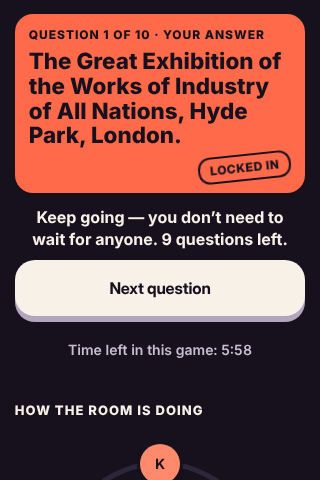 QUESTION 1 OF 10 · YOUR ANSWER
The Great Exhibition of
the Works of Industry
of All Nations, Hyde
Park, London.
LOCKED IN
Keep going — you don’t need to
wait for anyone. 9 questions left.
Next question
Time left in this game: 5:58
HOW THE ROOM IS DOING
K